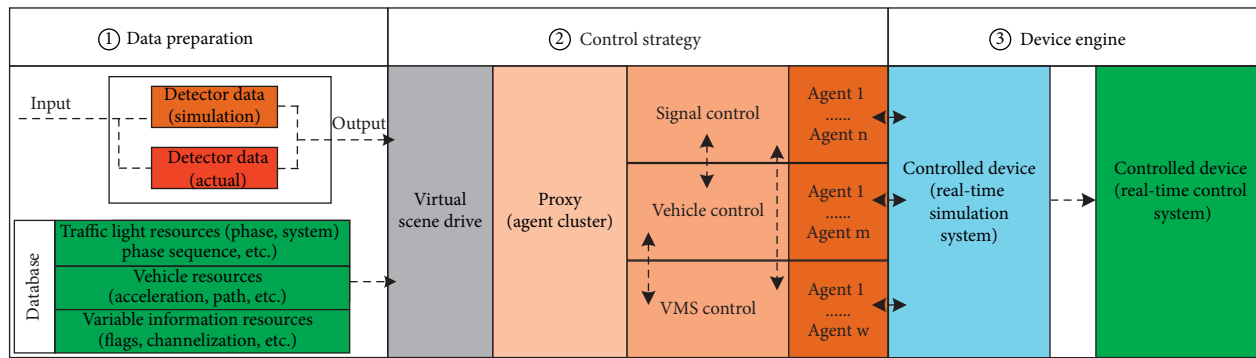 ① Data preparation
② Control strategy
③ Device engine
Input
Detector data
(simulation)
Detector data
(actual)
Output
Database
Traffic light resources (phase, system)
phase sequence, etc.)
Vehicle resources
(acceleration, path, etc.)
Variable information resources
(flags, channelization, etc.)
Virtual
scene drive
Proxy
(agent cluster)
Signal control
Vehicle control
VMS control
Agent 1
......
Agent n
Agent 1
......
Agent m
Agent 1
......
Agent w
Controlled device
(real-time
simulation
system)
Controlled device
(real-time control
system)